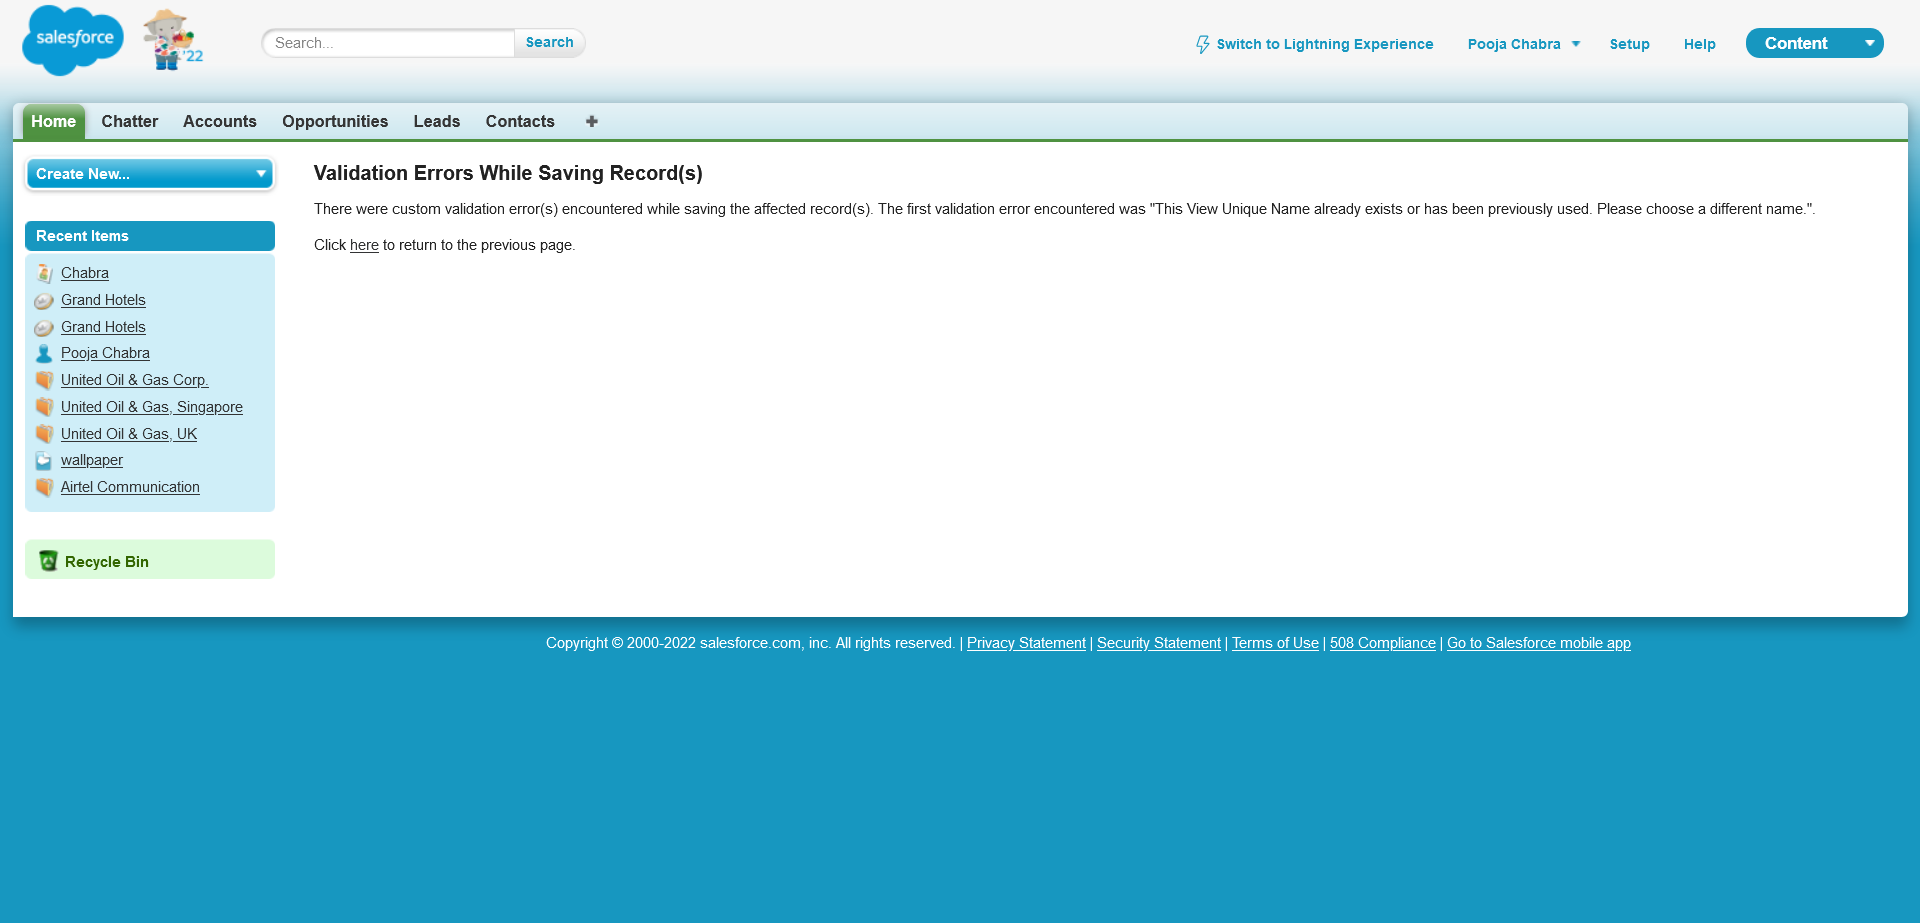 salesforce
'22
Search...
Search
Switch to Lightning Experience
Pooja Chabra
Setup
Help
Content
Home
Chatter
Accounts
Opportunities
Leads
Contacts
Create New...
Recent Items
Chabra
Grand Hotels
Grand Hotels
Pooja Chabra
United Oil & Gas Corp.
United Oil & Gas, Singapore
United Oil & Gas, UK
wallpaper
Airtel Communication
Recycle Bin
Validation Errors While Saving Record(s)
There were custom validation error(s) encountered while saving the affected record(s). The first validation error encountered was "This View Unique Name already exists or has been previously used. Please choose a different name.".
Click here to return to the previous page.
Copyright © 2000-2022 salesforce.com, inc. All rights reserved. | Privacy Statement | Security Statement | Terms of Use | 508 Compliance | Go to Salesforce mobile app